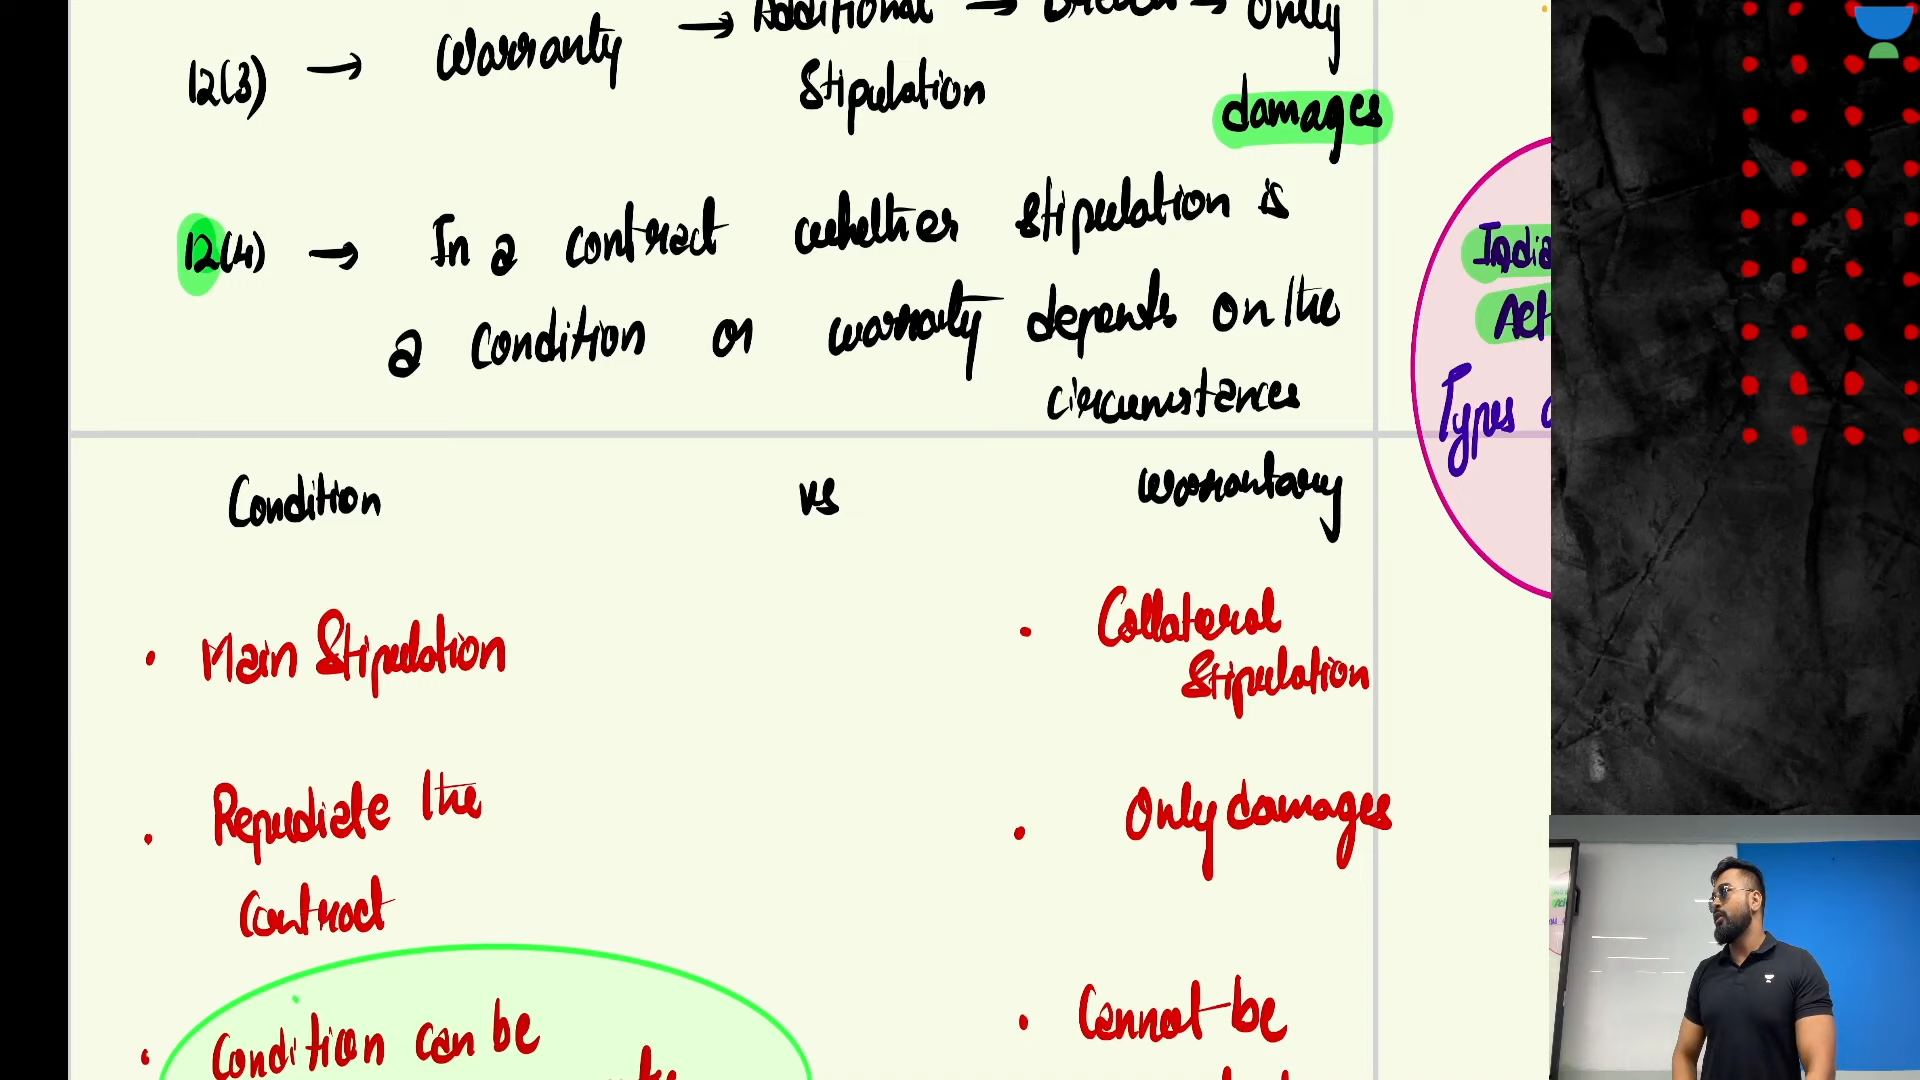 12(3) → Warranty → Additional → Breach → Only
Stipulation
damages
12(4) → In a contract whether stipulation is
a condition or warranty depends on the
circumstances
Condition vs Warrantary
• Main Stipulation
• Collateral
Stipulation
• Repudiate the
Contract
• Only damages
• Condition can be
• Cannot be
Act
Types